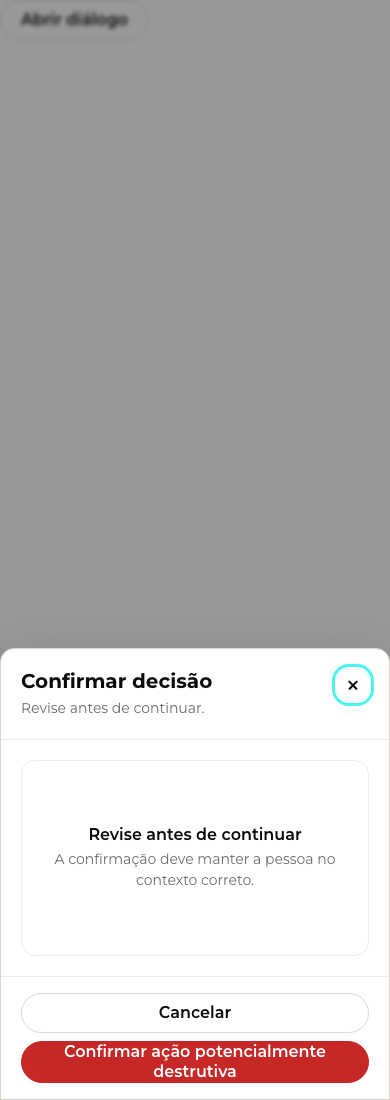 Abrir diálogo
Confirmar decisão
Revise antes de continuar.
×
Revise antes de continuar
A confirmação deve manter a pessoa no
contexto correto.
Cancelar
Confirmar ação potencialmente
destrutiva